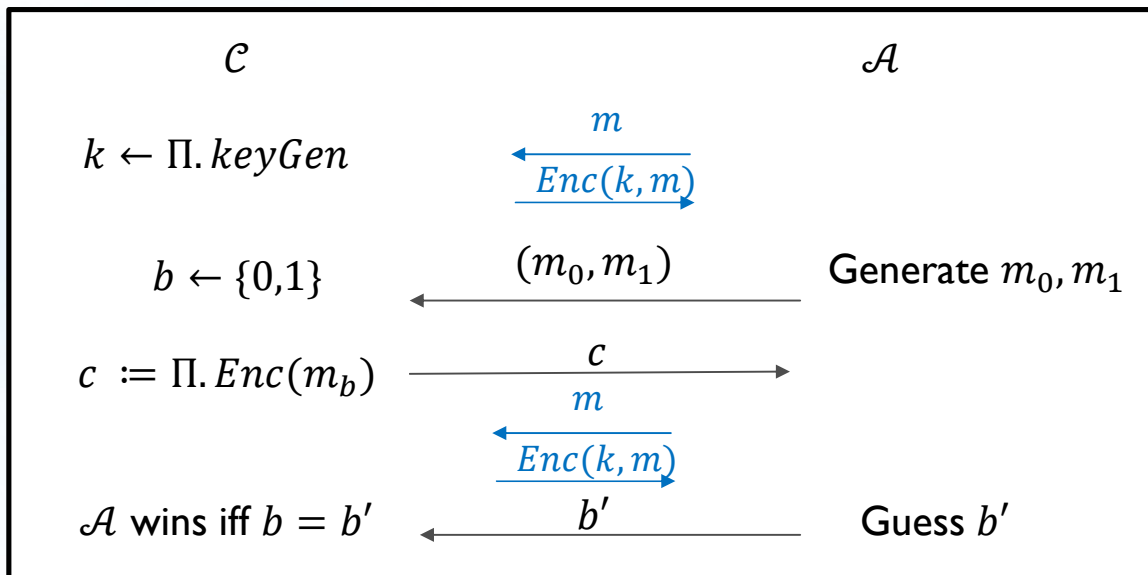 𝒞 𝒜
k ← Π. keyGen
m
Enc(k, m)
b ← {0,1}
(m₀, m₁)
Generate m₀, m₁
c ≔ Π. Enc(m_b)
c
m
Enc(k, m)
𝒜 wins iff b = b′
b′
Guess b′